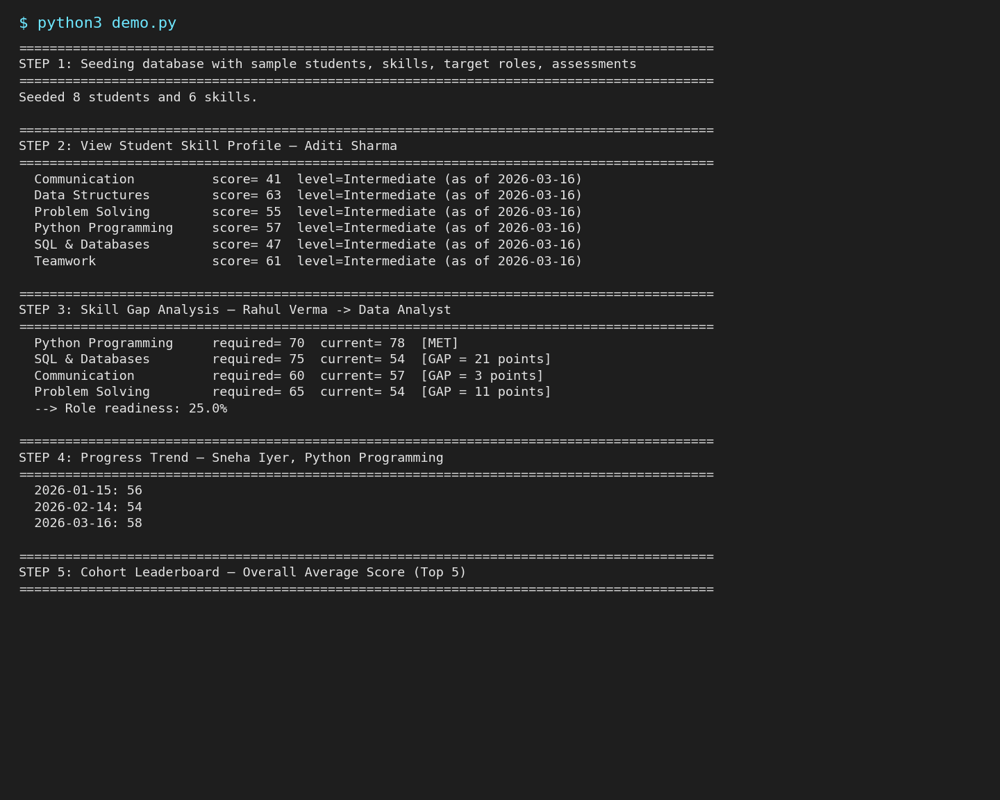 $ python3 demo.py
==========================================================================================
STEP 1: Seeding database with sample students, skills, target roles, assessments
==========================================================================================
Seeded 8 students and 6 skills.

==========================================================================================
STEP 2: View Student Skill Profile — Aditi Sharma
==========================================================================================
  Communication          score= 41  level=Intermediate (as of 2026-03-16)
  Data Structures        score= 63  level=Intermediate (as of 2026-03-16)
  Problem Solving        score= 55  level=Intermediate (as of 2026-03-16)
  Python Programming     score= 57  level=Intermediate (as of 2026-03-16)
  SQL & Databases        score= 47  level=Intermediate (as of 2026-03-16)
  Teamwork               score= 61  level=Intermediate (as of 2026-03-16)

==========================================================================================
STEP 3: Skill Gap Analysis — Rahul Verma -> Data Analyst
==========================================================================================
  Python Programming     required= 70  current= 78  [MET]
  SQL & Databases        required= 75  current= 54  [GAP = 21 points]
  Communication          required= 60  current= 57  [GAP = 3 points]
  Problem Solving        required= 65  current= 54  [GAP = 11 points]
  --> Role readiness: 25.0%

==========================================================================================
STEP 4: Progress Trend — Sneha Iyer, Python Programming
==========================================================================================
  2026-01-15: 56
  2026-02-14: 54
  2026-03-16: 58

==========================================================================================
STEP 5: Cohort Leaderboard — Overall Average Score (Top 5)
==========================================================================================